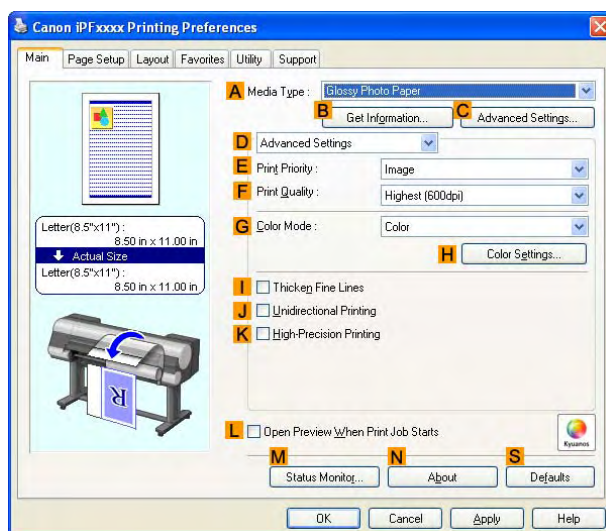 Canon iPFxxxx Printing Preferences
Main Page Setup Layout Favorites Utility Support
A Media Type : Glossy Photo Paper
B Get Information... C Advanced Settings...
D Advanced Settings
E Print Priority : Image
F Print Quality : Highest (600dpi)
G Color Mode : Color
H Color Settings...
I Thicken Fine Lines
J Unidirectional Printing
K High-Precision Printing
Letter(8.5"x11") :
8.50 in x 11.00 in
Actual Size
Letter(8.5"x11") :
8.50 in x 11.00 in
R
L Open Preview When Print Job Starts
Kyuanos
M Status Monitor... N About S Defaults
OK Cancel Apply Help